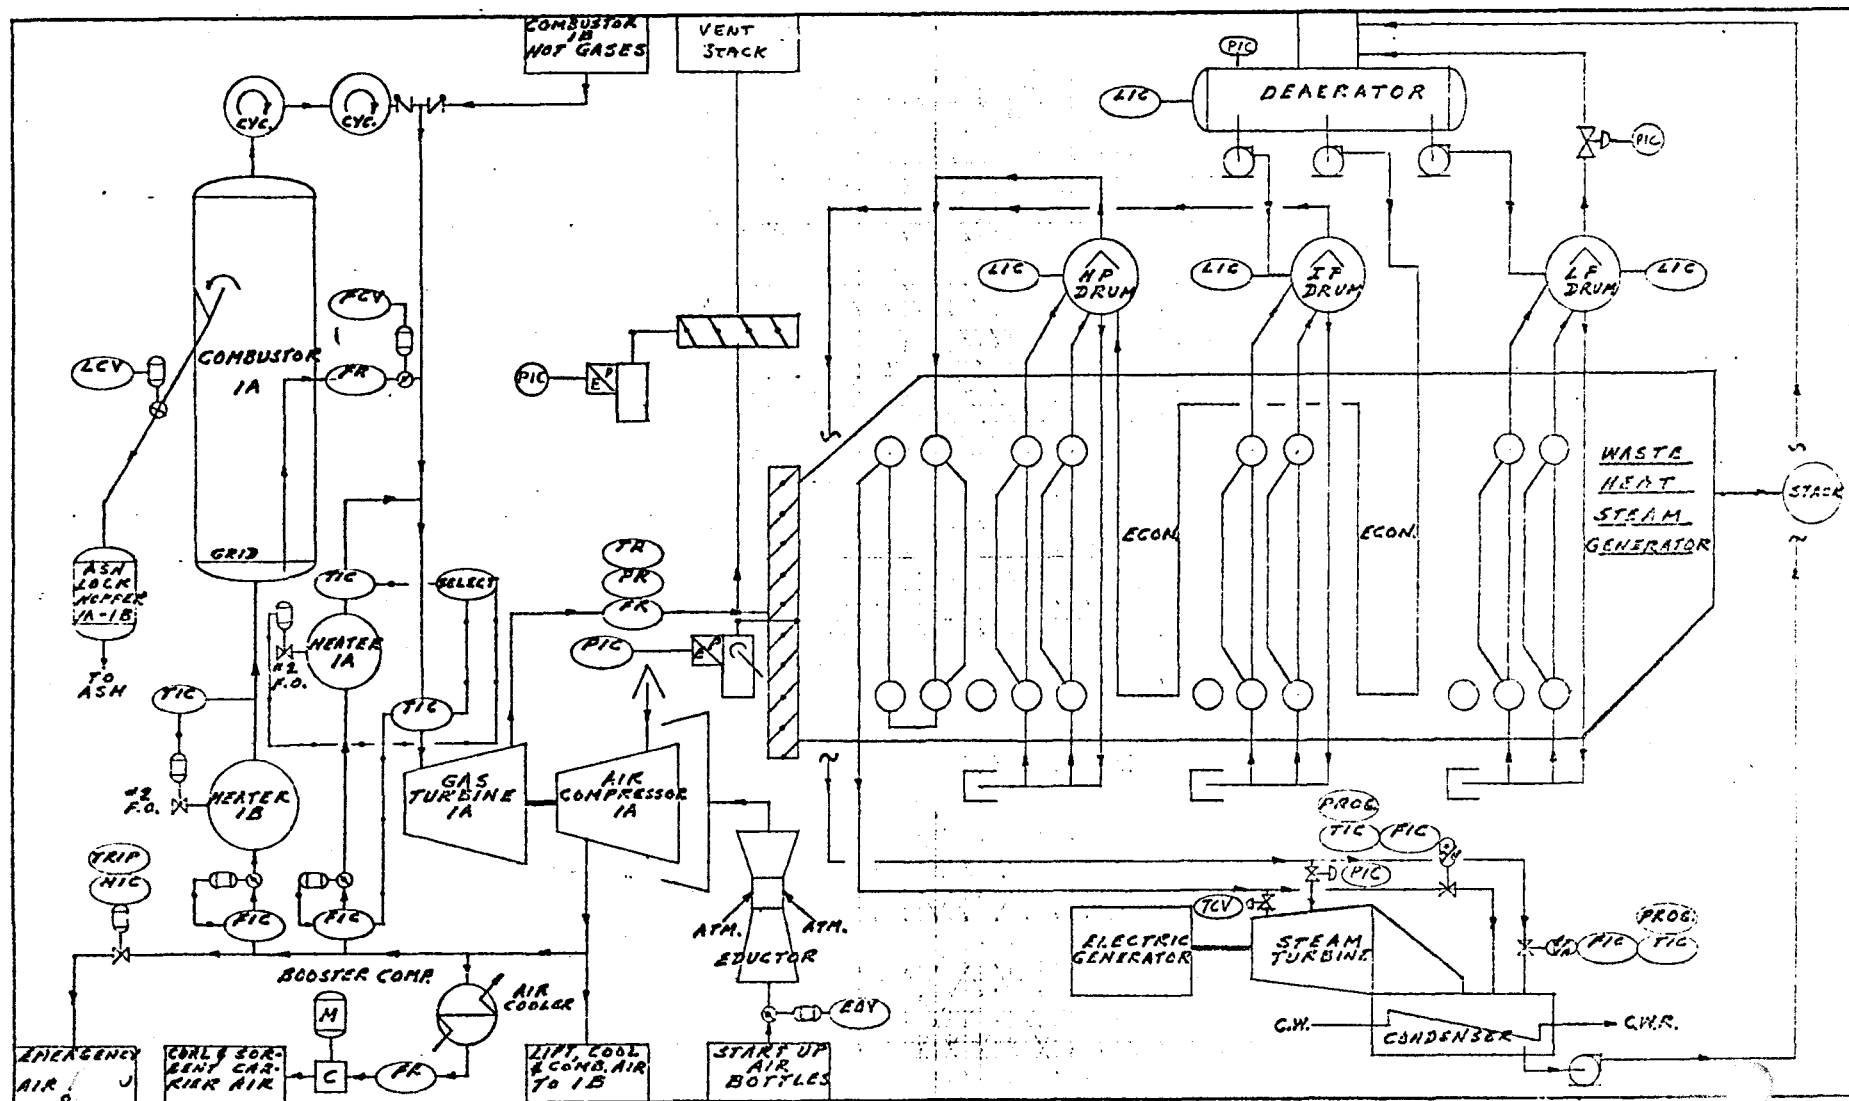 COMBUSTOR
1B
HOT GASES
VENT
STACK
PIC
DEAERATOR
LIC
CYC.
CYC.
PIC
LIC
HP
DRUM
LIC
IP
DRUM
LP
DRUM
LIC
FCV
COMBUSTOR
1A
LCV
FR
PIC
E
P
WASTE
HEAT
STEAM
GENERATOR
STACK
ECON.
ECON.
GRID
ASH
LOCK
HOPPER
1A-1B
TO
ASH
TIC
SELECT
TR
PR
FR
HEATER
1A
#2
F.O.
PIC
E
P
TIC
TIC
#2
F.O.
HEATER
1B
GAS
TURBINE
1A
AIR
COMPRESSOR
1A
TRIP
HIC
FIC
FIC
ATM.
ATM.
EDUCTOR
PROG.
TIC
FIC
PIC
TCV
ELECTRIC
GENERATOR
STEAM
TURBINE
PROG.
FIC
TIC
BOOSTER COMP.
AIR
COOLER
M
C
FR
EDV
C.W.
CONDENSER
C.W.R.
EMERGENCY
AIR
COAL & SOR-
BENT CAR-
RIER AIR
LIFT, COOL
& COMB. AIR
TO 1B
START UP
AIR
BOTTLES